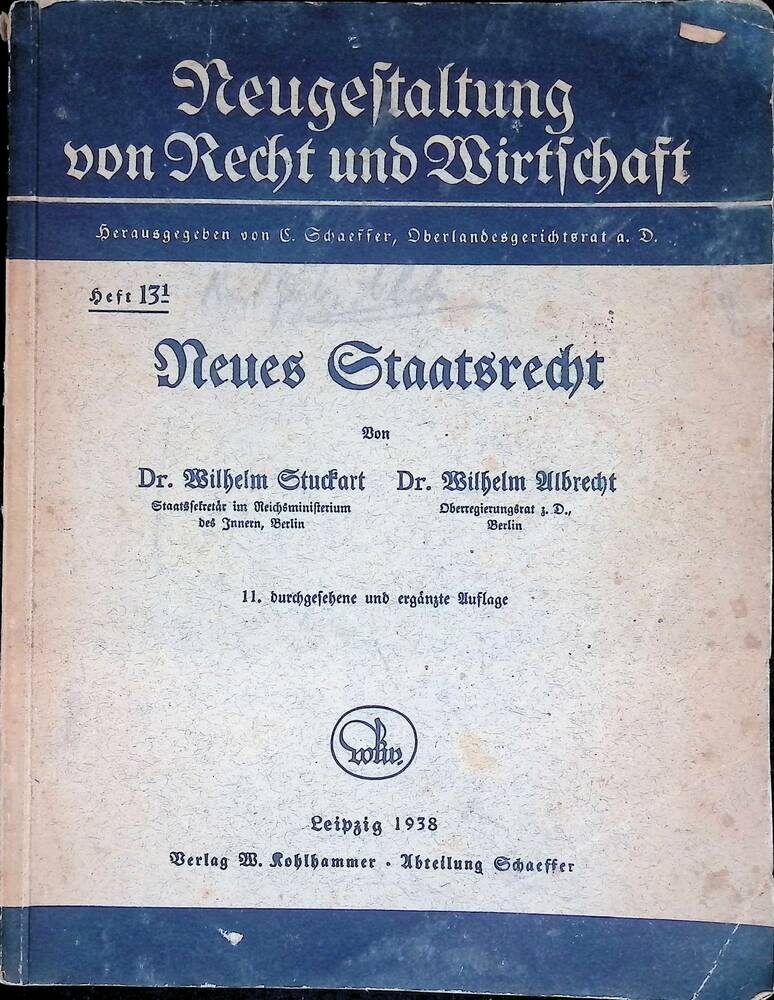 Neugeſtaltung
von Recht und Wirtſchaft
Herausgegeben von C. Schaeffer, Oberlandesgerichtsrat a. D.
Heft 13¹
Neues Staatsrecht
Von
Dr. Wilhelm Stuckart Dr. Wilhelm Albrecht
Staatsſekretär im Reichsminiſterium Oberregierungsrat z. D.,
des Innern, Berlin Berlin
11. durchgeſehene und ergänzte Auflage
wkv.
Leipzig 1938
Verlag W. Kohlhammer · Abteilung Schaeffer